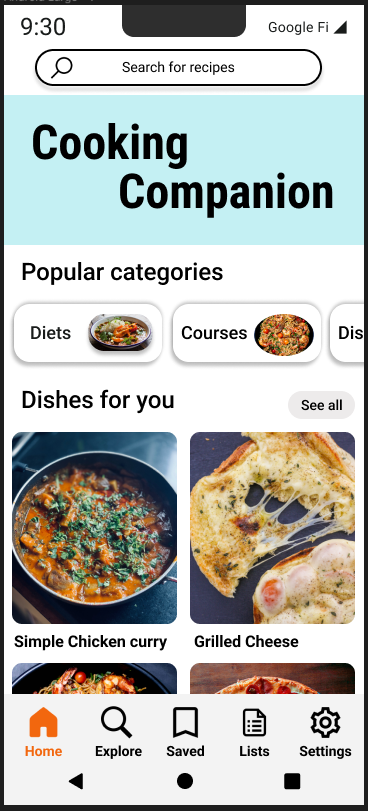 9:30
Google Fi
Search for recipes
Cooking
Companion
Popular categories
Diets
Courses
Dis
Dishes for you
See all
Simple Chicken curry
Grilled Cheese
Home
Explore
Saved
Lists
Settings